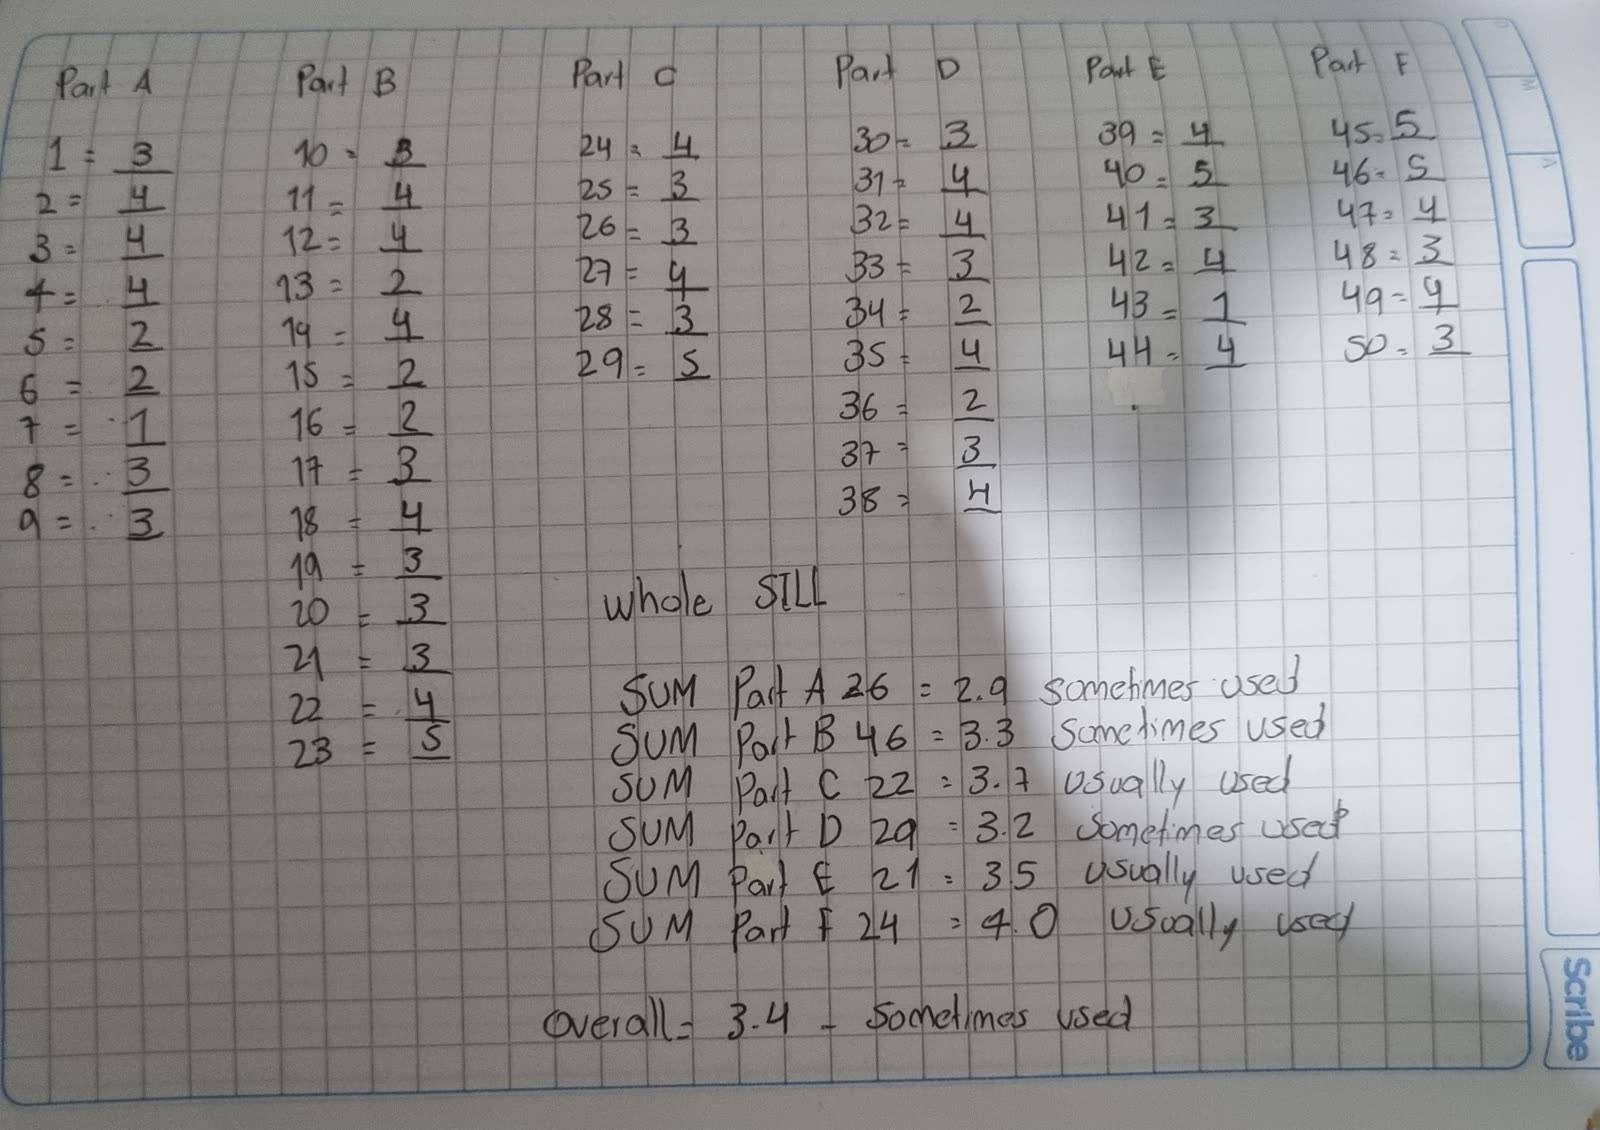 Part A
1 = 3
2 = 4
3 = 4
4 = 4
5 = 2
6 = 2
7 = 1
8 = 3
9 = 3
Part B
10 = 3
11 = 4
12 = 4
13 = 2
14 = 4
15 = 2
16 = 2
17 = 3
18 = 4
19 = 3
20 = 3
21 = 3
22 = 4
23 = 5
Part C
24 = 4
25 = 3
26 = 3
27 = 4
28 = 3
29 = 5
Part D
30 = 3
31 = 4
32 = 4
33 = 3
34 = 2
35 = 4
36 = 2
37 = 3
38 = 4
Part E
39 = 4
40 = 5
41 = 3
42 = 4
43 = 1
44 = 4
Part F
45 = 5
46 = 5
47 = 4
48 = 3
49 = 4
50 = 3
whole SILL
SUM Part A 26 = 2.9 sometimes used
SUM Part B 46 = 3.3 sometimes used
SUM Part C 22 = 3.7 usually used
SUM Part D 29 = 3.2 sometimes used
SUM Part E 21 = 3.5 usually used
SUM Part F 24 = 4.0 usually used
overall = 3.4 - sometimes used
M
A
Scribe